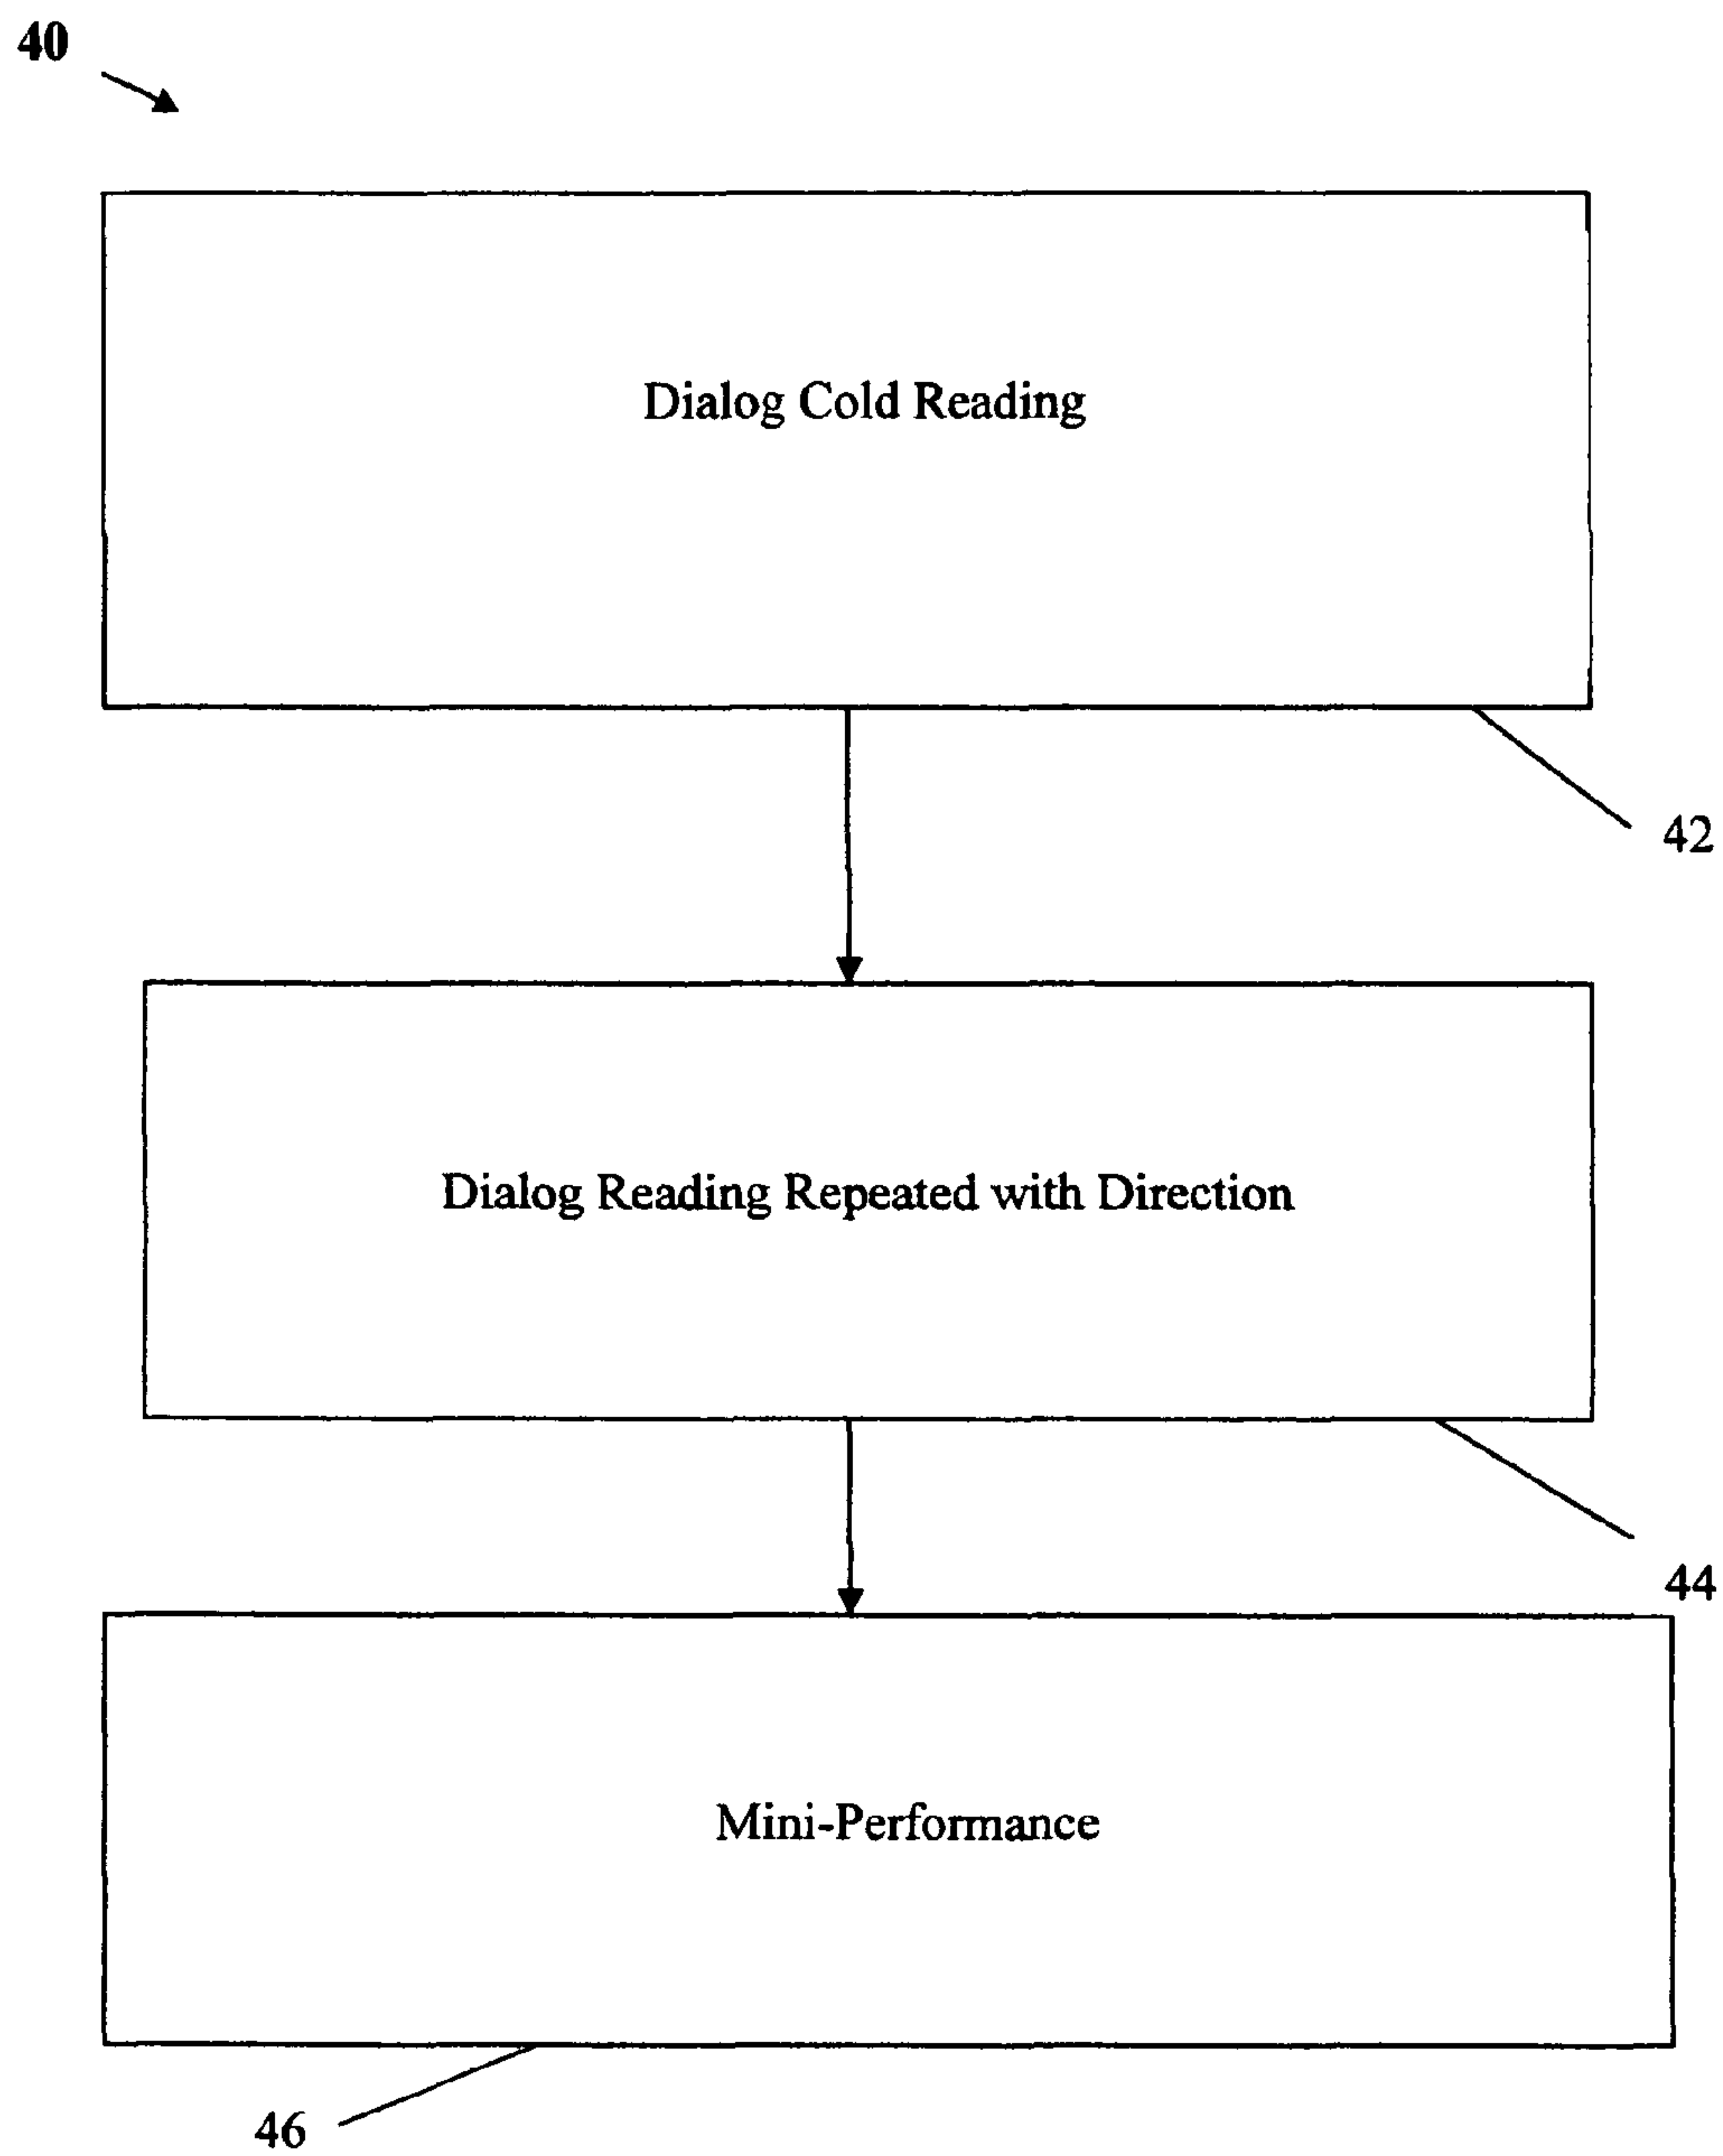 40
Dialog Cold Reading
42
Dialog Reading Repeated with Direction
44
Mini-Performance
46